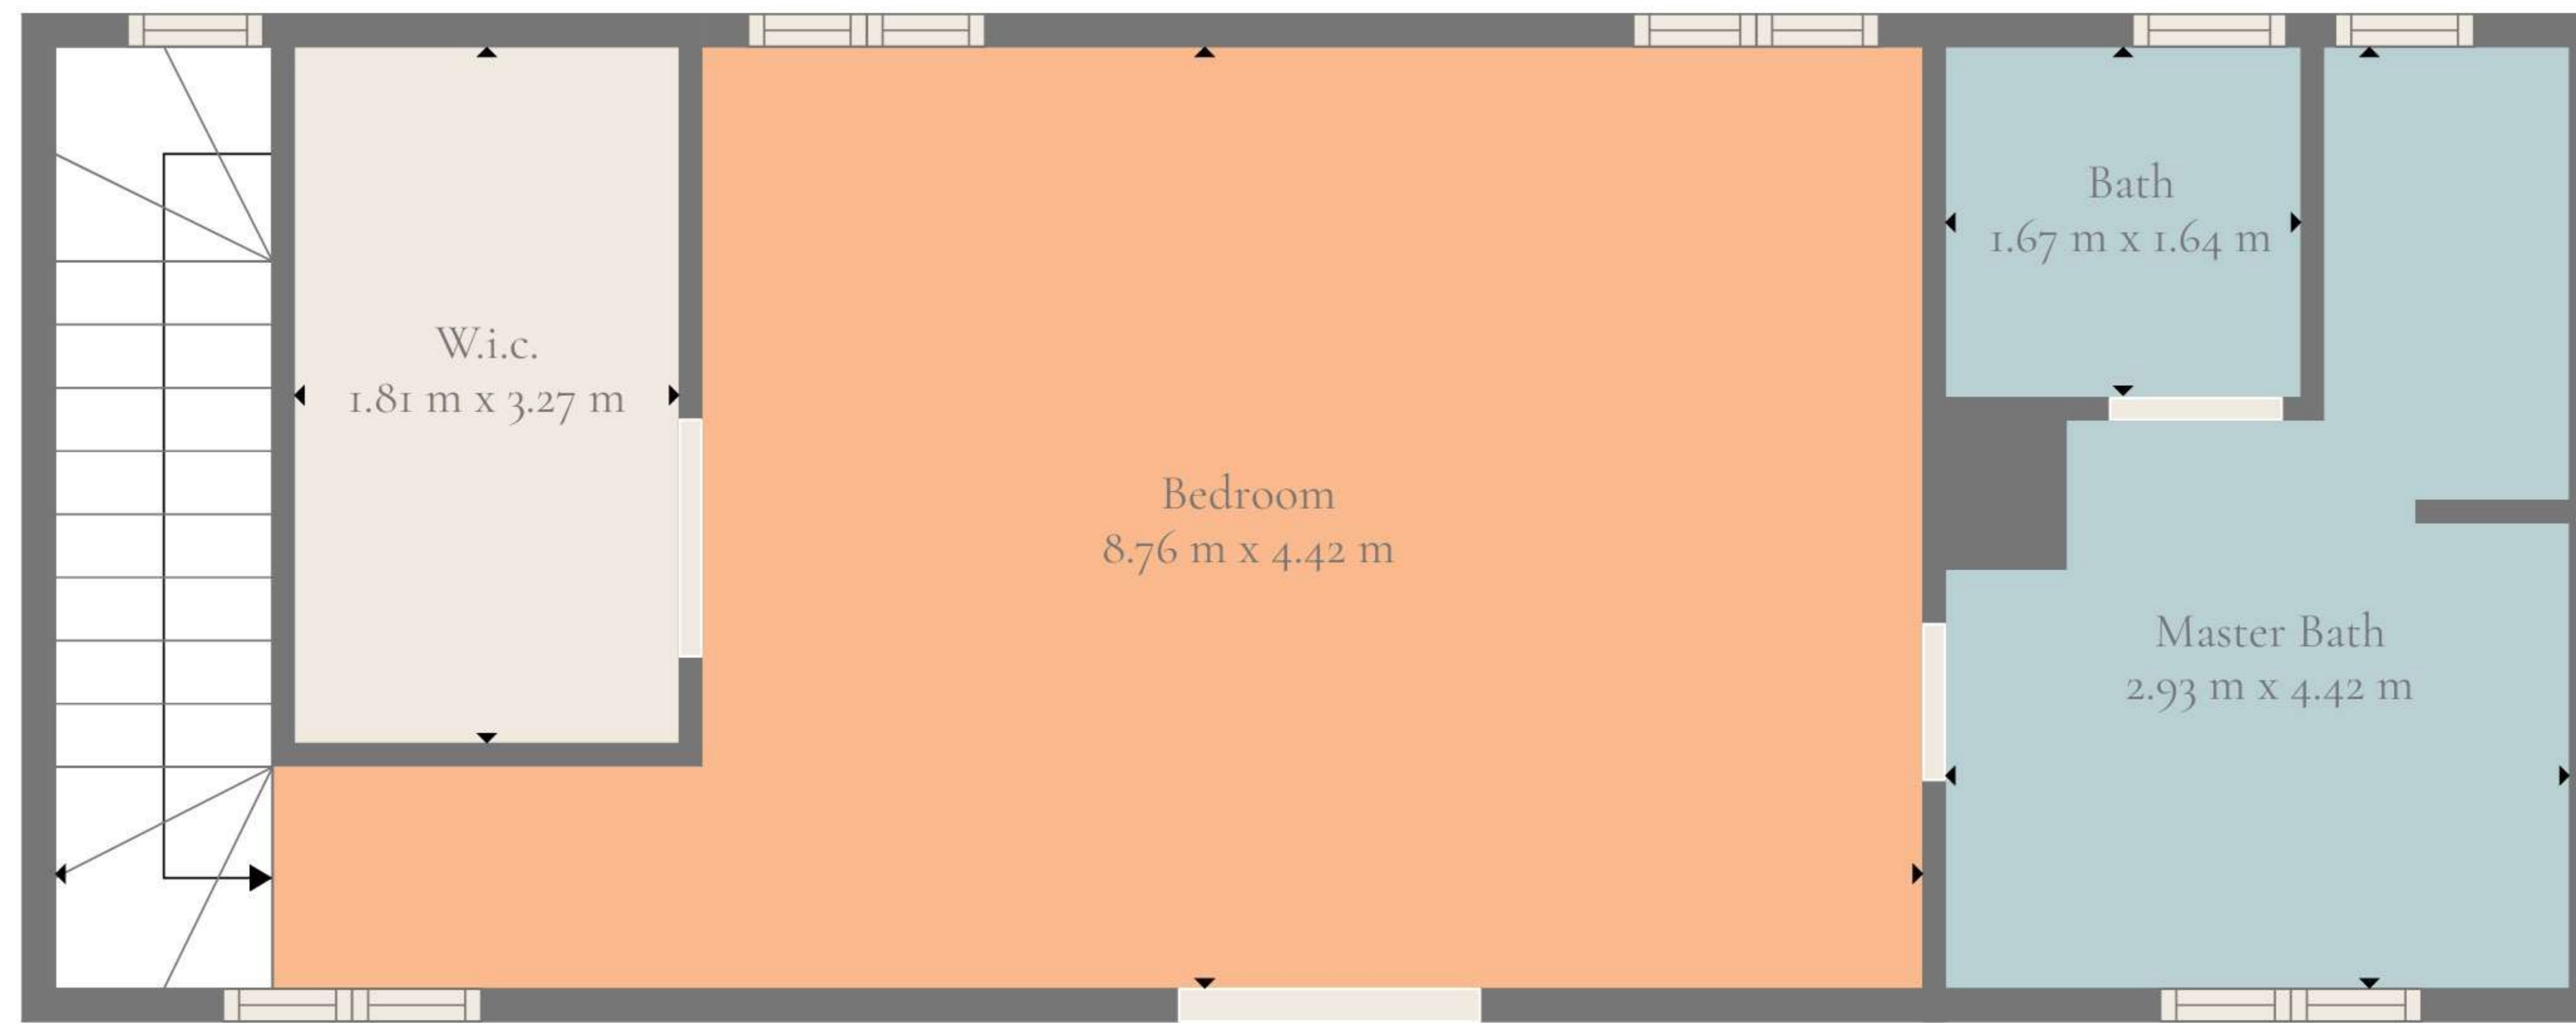 W.i.c.
1.81 m x 3.27 m
Bedroom
8.76 m x 4.42 m
Bath
1.67 m x 1.64 m
Master Bath
2.93 m x 4.42 m